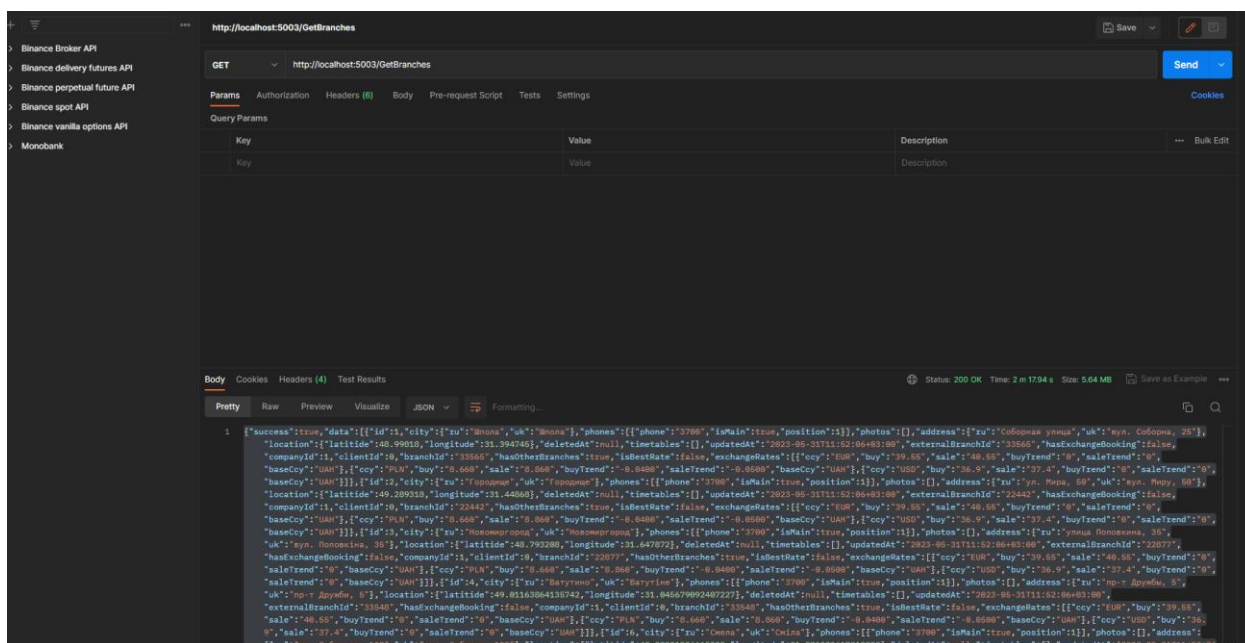 http://localhost:5003/GetBranches
Save
Binance Broker API
Binance delivery futures API
Binance perpetual future API
Binance spot API
Binance vanilla options API
Monobank
GET http://localhost:5003/GetBranches Send
Params Authorization Headers (6) Body Pre-request Script Tests Settings Cookies
Query Params
Key Value Description Bulk Edit
Key Value Description
Body Cookies Headers (4) Test Results Status: 200 OK Time: 2 m 17.94 s Size: 5.64 MB Save as Example
Pretty Raw Preview Visualize JSON Formatting...
1 {"success":true,"data":[{"id":1,"city":{"ru":"Шпола","uk":"Шпола"},"phones":[{"phone":"3700","isMain":true,"position":1}],"photos":[],"address":{"ru":"Соборная улица","uk":"вул. Соборна, 25"},
"location":{"latitide":48.99818,"longitude":31.394745},"deletedAt":null,"timetables":[],"updatedAt":"2023-05-31T11:52:06+03:00","externalBranchId":"33565","hasExchangeBooking":false,
"companyId":1,"clientId":0,"branchId":"33565","hasOtherBranches":true,"isBestRate":false,"exchangeRates":[{"ccy":"EUR","buy":"39.55","sale":"40.55","buyTrend":"0","saleTrend":"0",
"baseCcy":"UAH"},{"ccy":"PLN","buy":"8.660","sale":"8.860","buyTrend":"-0.0400","saleTrend":"-0.0500","baseCcy":"UAH"},{"ccy":"USD","buy":"36.9","sale":"37.4","buyTrend":"0","saleTrend":"0",
"baseCcy":"UAH"}]},{"id":2,"city":{"ru":"Городище","uk":"Городище"},"phones":[{"phone":"3700","isMain":true,"position":1}],"photos":[],"address":{"ru":"ул. Мира, 50","uk":"вул. Миру, 50"},
"location":{"latitide":49.289318,"longitude":31.44868},"deletedAt":null,"timetables":[],"updatedAt":"2023-05-31T11:52:06+03:00","externalBranchId":"22442","hasExchangeBooking":false,
"companyId":1,"clientId":0,"branchId":"22442","hasOtherBranches":true,"isBestRate":false,"exchangeRates":[{"ccy":"EUR","buy":"39.55","sale":"40.55","buyTrend":"0","saleTrend":"0",
"baseCcy":"UAH"},{"ccy":"PLN","buy":"8.660","sale":"8.860","buyTrend":"-0.0400","saleTrend":"-0.0500","baseCcy":"UAH"},{"ccy":"USD","buy":"36.9","sale":"37.4","buyTrend":"0","saleTrend":"0",
"baseCcy":"UAH"}]},{"id":3,"city":{"ru":"Новомиргород","uk":"Новомиргород"},"phones":[{"phone":"3700","isMain":true,"position":1}],"photos":[],"address":{"ru":"улица Поповкина, 35",
"uk":"вул. Поповкіна, 35"},"location":{"latitide":48.793208,"longitude":31.647872},"deletedAt":null,"timetables":[],"updatedAt":"2023-05-31T11:52:06+03:00","externalBranchId":"22077",
"hasExchangeBooking":false,"companyId":1,"clientId":0,"branchId":"22077","hasOtherBranches":true,"isBestRate":false,"exchangeRates":[{"ccy":"EUR","buy":"39.55","sale":"40.55","buyTrend":"0",
"saleTrend":"0","baseCcy":"UAH"},{"ccy":"PLN","buy":"8.660","sale":"8.860","buyTrend":"-0.0400","saleTrend":"-0.0500","baseCcy":"UAH"},{"ccy":"USD","buy":"36.9","sale":"37.4","buyTrend":"0",
"saleTrend":"0","baseCcy":"UAH"}]},{"id":4,"city":{"ru":"Ватутино","uk":"Ватутіне"},"phones":[{"phone":"3700","isMain":true,"position":1}],"photos":[],"address":{"ru":"пр-т Дружбы, 5",
"uk":"пр-т Дружби, 5"},"location":{"latitide":49.01163864135742,"longitude":31.045679092407227},"deletedAt":null,"timetables":[],"updatedAt":"2023-05-31T11:52:06+03:00",
"externalBranchId":"33548","hasExchangeBooking":false,"companyId":1,"clientId":0,"branchId":"33548","hasOtherBranches":true,"isBestRate":false,"exchangeRates":[{"ccy":"EUR","buy":"39.55",
"sale":"40.55","buyTrend":"0","saleTrend":"0","baseCcy":"UAH"},{"ccy":"PLN","buy":"8.660","sale":"8.860","buyTrend":"-0.0400","saleTrend":"-0.0500","baseCcy":"UAH"},{"ccy":"USD","buy":"36.
9","sale":"37.4","buyTrend":"0","saleTrend":"0","baseCcy":"UAH"}]},{"id":6,"city":{"ru":"Смела","uk":"Сміла"},"phones":[{"phone":"3700","isMain":true,"position":1}],"photos":[],"address":